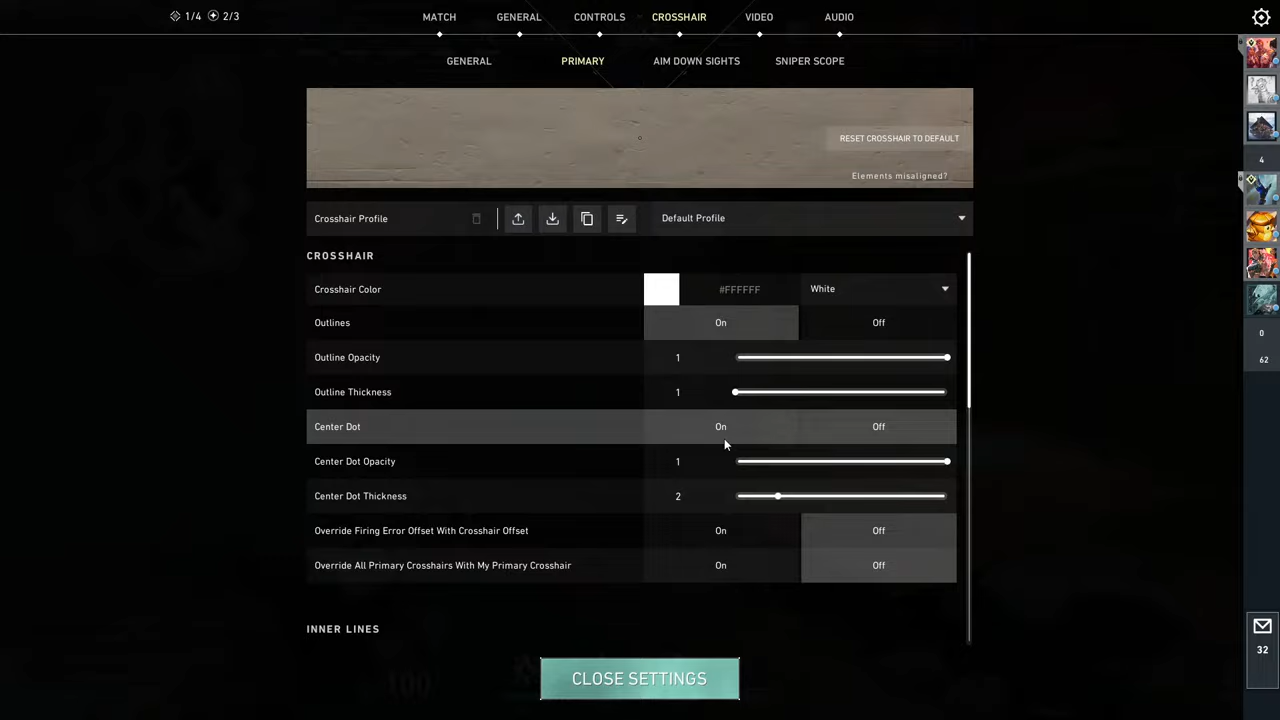 1/4 2/3
MATCH GENERAL CONTROLS CROSSHAIR VIDEO AUDIO
GENERAL PRIMARY AIM DOWN SIGHTS SNIPER SCOPE
RESET CROSSHAIR TO DEFAULT
Elements misaligned?
Crosshair Profile Default Profile
CROSSHAIR
Crosshair Color #FFFFFF White
Outlines On Off
Outline Opacity 1
Outline Thickness 1
Center Dot On Off
Center Dot Opacity 1
Center Dot Thickness 2
Override Firing Error Offset With Crosshair Offset On Off
Override All Primary Crosshairs With My Primary Crosshair On Off
INNER LINES
CLOSE SETTINGS
100
4
0
62
32